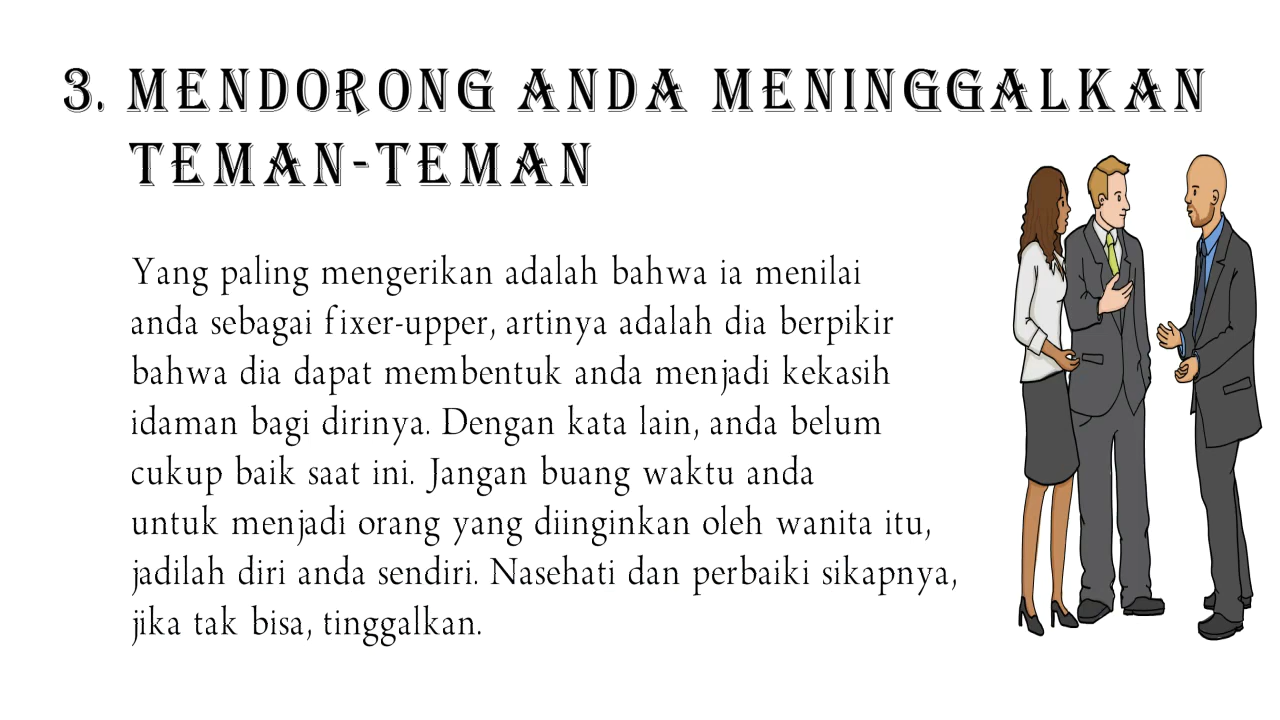 3. MENDORONG ANDA MENINGGALKAN
TEMAN-TEMAN
Yang paling mengerikan adalah bahwa ia menilai
anda sebagai fixer-upper, artinya adalah dia berpikir
bahwa dia dapat membentuk anda menjadi kekasih
idaman bagi dirinya. Dengan kata lain, anda belum
cukup baik saat ini. Jangan buang waktu anda
untuk menjadi orang yang diinginkan oleh wanita itu,
jadilah diri anda sendiri. Nasehati dan perbaiki sikapnya,
jika tak bisa, tinggalkan.